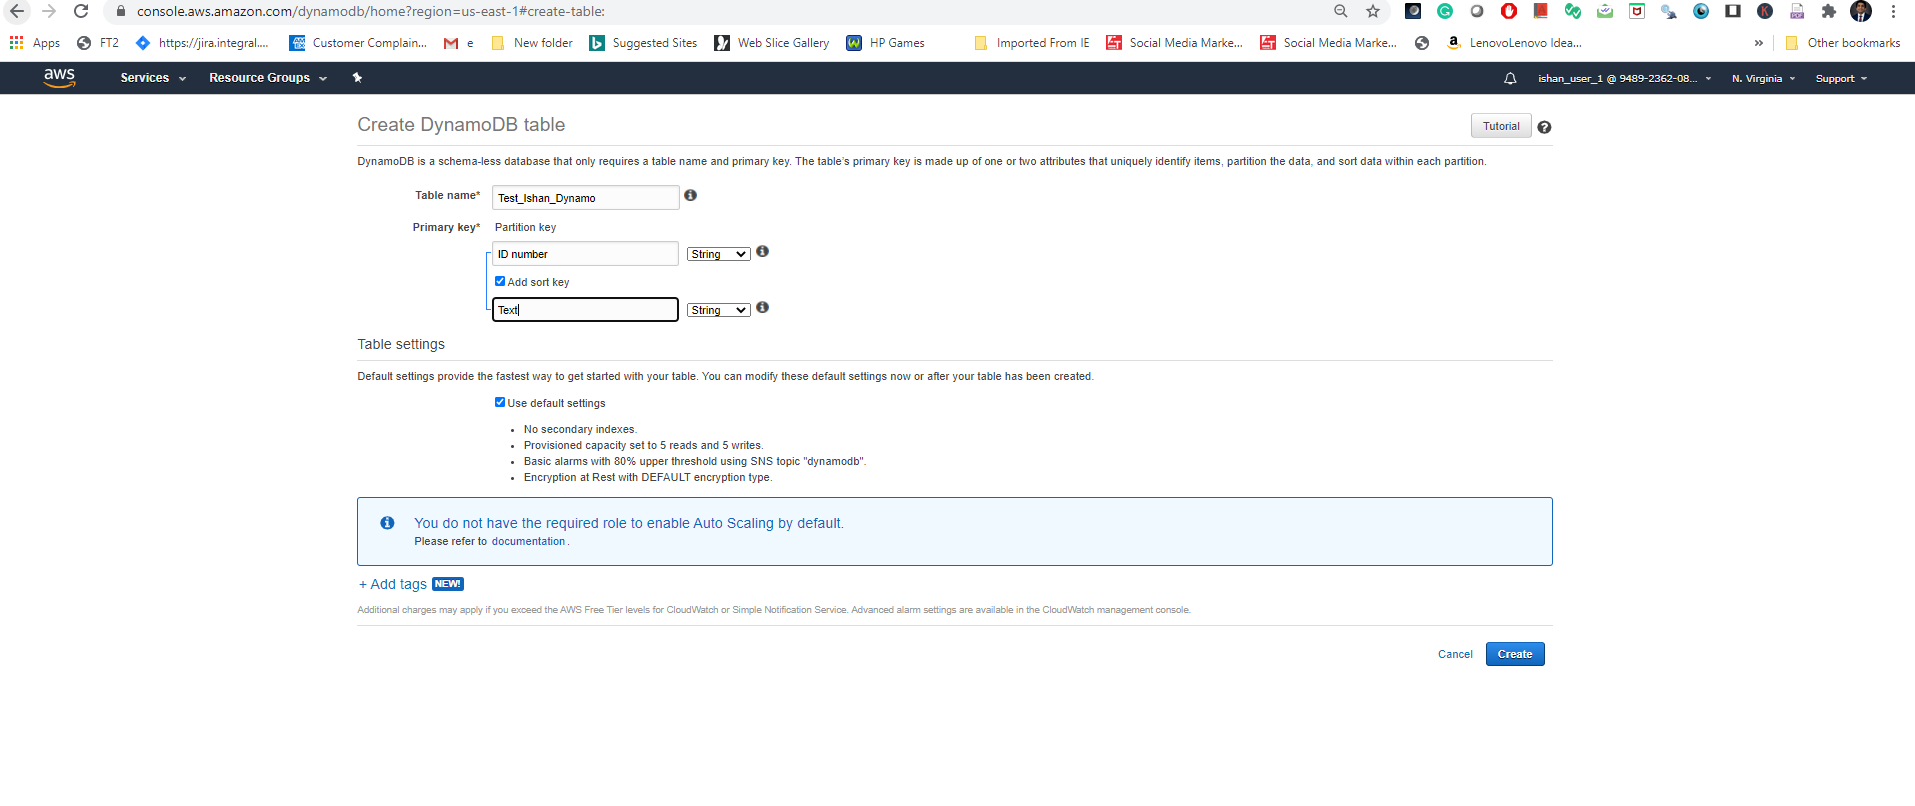 console.aws.amazon.com/dynamodb/home?region=us-east-1#create-table:
Apps FT2 https://jira.integral.... Customer Complain... e New folder Suggested Sites Web Slice Gallery HP Games Imported From IE Social Media Marke... Social Media Marke... LenovoLenovo Idea... » Other bookmarks
aws Services Resource Groups ishan_user_1 @ 9489-2362-08... N. Virginia Support
Create DynamoDB table Tutorial
DynamoDB is a schema-less database that only requires a table name and primary key. The table's primary key is made up of one or two attributes that uniquely identify items, partition the data, and sort data within each partition.
Table name* Test_Ishan_Dynamo
Primary key* Partition key
ID number String
Add sort key
Text String
Table settings
Default settings provide the fastest way to get started with your table. You can modify these default settings now or after your table has been created.
Use default settings
• No secondary indexes.
• Provisioned capacity set to 5 reads and 5 writes.
• Basic alarms with 80% upper threshold using SNS topic "dynamodb".
• Encryption at Rest with DEFAULT encryption type.
You do not have the required role to enable Auto Scaling by default.
Please refer to documentation.
+ Add tags NEW!
Additional charges may apply if you exceed the AWS Free Tier levels for CloudWatch or Simple Notification Service. Advanced alarm settings are available in the CloudWatch management console.
Cancel Create